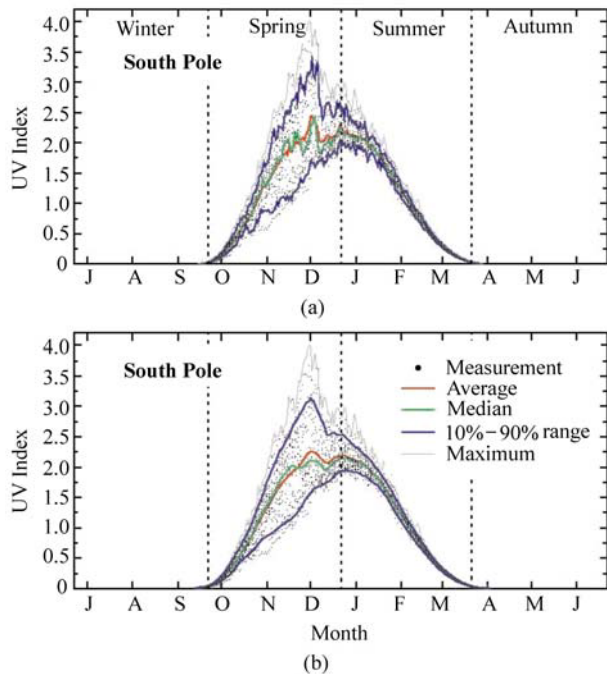 Winter Spring Summer Autumn
South Pole
UV Index
4.0
3.5
3.0
2.5
2.0
1.5
1.0
0.5
0
J A S O N D J F M A M J
(a)
South Pole
UV Index
4.0
3.5
3.0
2.5
2.0
1.5
1.0
0.5
0
Measurement
Average
Median
10%–90% range
Maximum
J A S O N D J F M A M J
Month
(b)